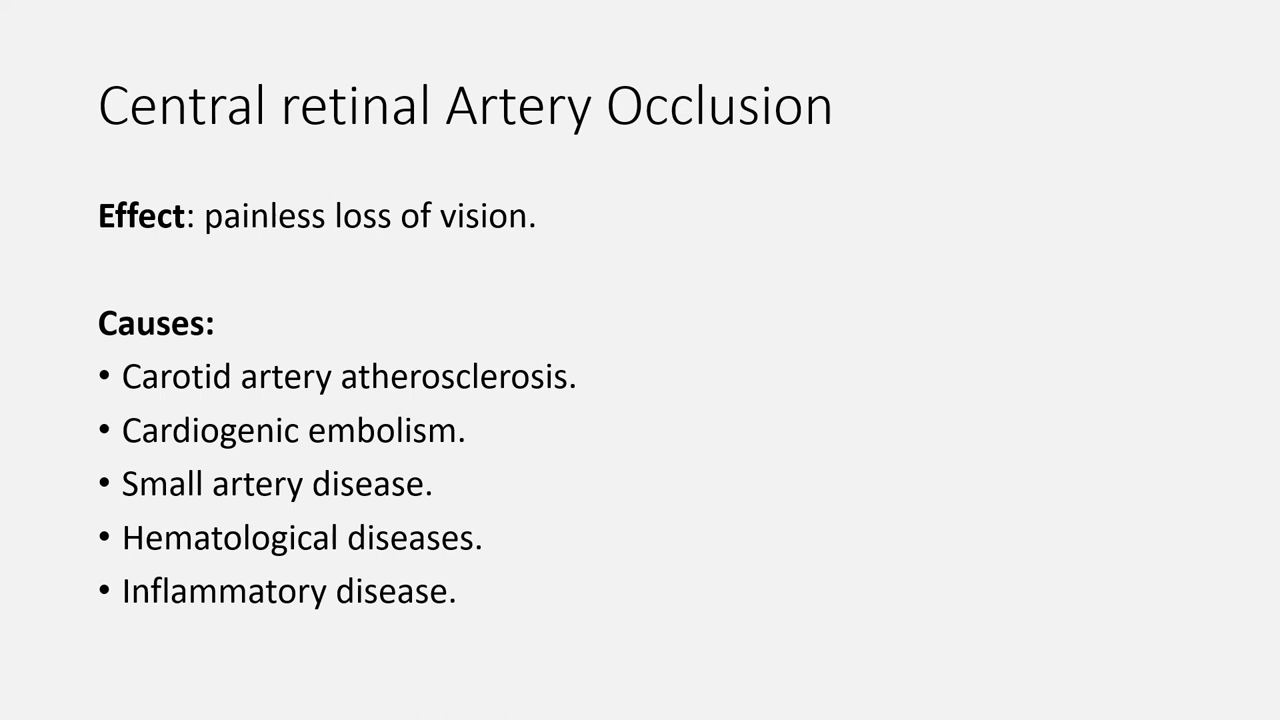 Central retinal Artery Occlusion
Effect: painless loss of vision.
Causes:
• Carotid artery atherosclerosis.
• Cardiogenic embolism.
• Small artery disease.
• Hematological diseases.
• Inflammatory disease.